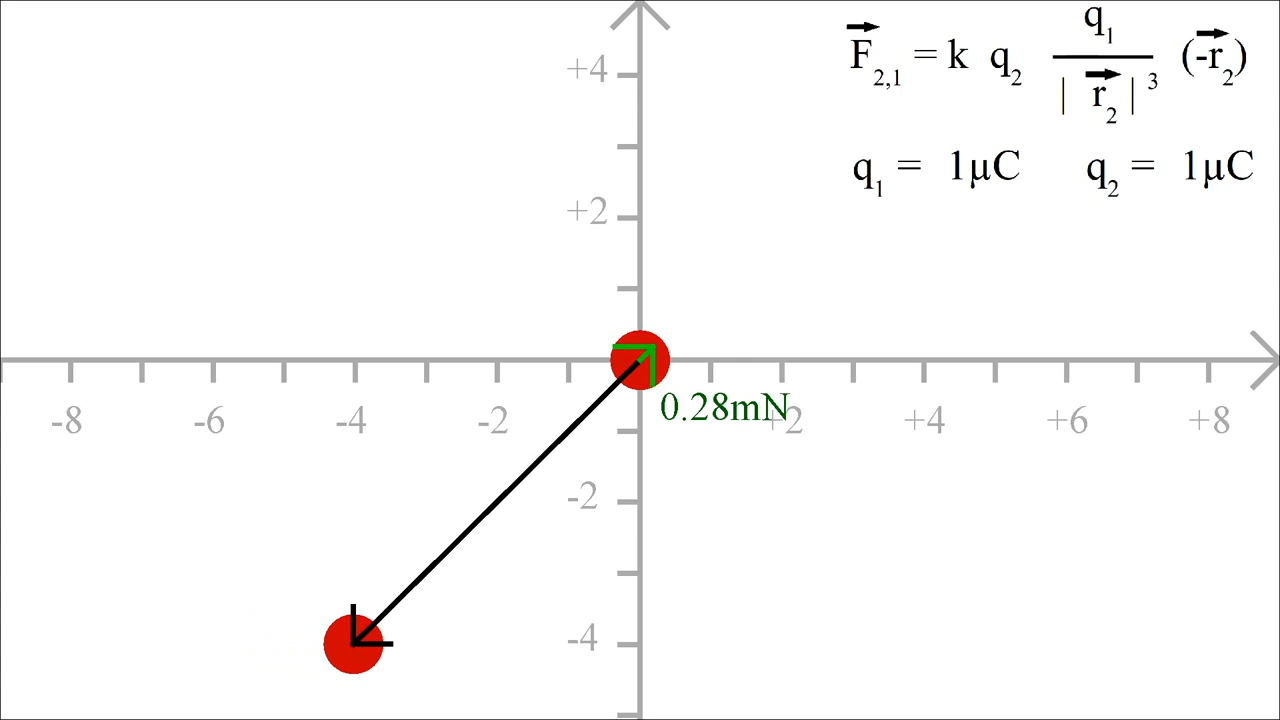 F₂,₁ = k q₂ q₁ / | r₂ |³ (-r₂)
q₁ = 1µC q₂ = 1µC
+4
+2
0.28mN
-8 -6 -4 -2 +2 +4 +6 +8
-2
-4